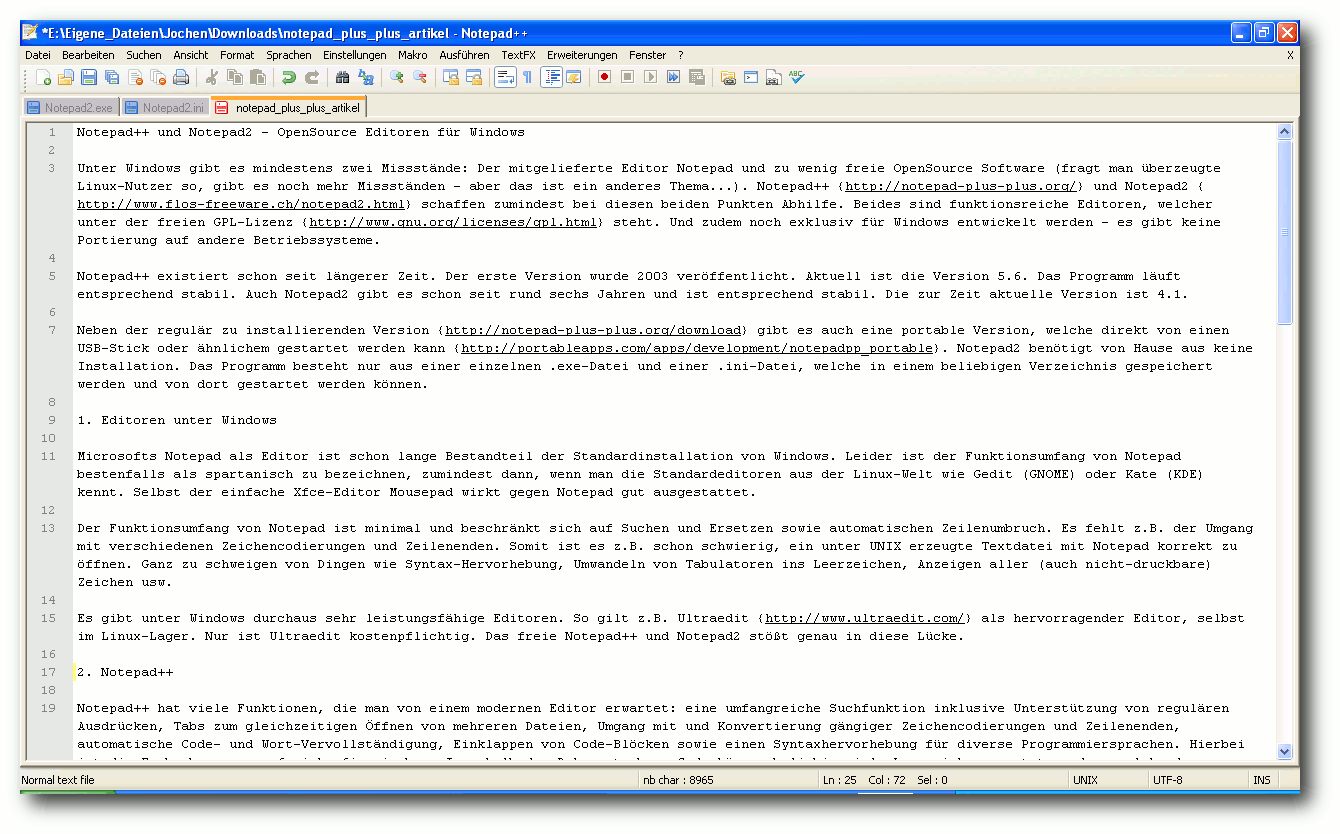 *E:\Eigene_Dateien\Jochen\Downloads\notepad_plus_plus_artikel - Notepad++
Datei Bearbeiten Suchen Ansicht Format Sprachen Einstellungen Makro Ausführen TextFX Erweiterungen Fenster ? X
Notepad2.exe Notepad2.ini notepad_plus_plus_artikel
1 Notepad++ und Notepad2 - OpenSource Editoren für Windows
2
3 Unter Windows gibt es mindestens zwei Missstände: Der mitgelieferte Editor Notepad und zu wenig freie OpenSource Software (fragt man überzeugte
Linux-Nutzer so, gibt es noch mehr Missständen - aber das ist ein anderes Thema...). Notepad++ {http://notepad-plus-plus.org/} und Notepad2 {
http://www.flos-freeware.ch/notepad2.html} schaffen zumindest bei diesen beiden Punkten Abhilfe. Beides sind funktionsreiche Editoren, welcher
unter der freien GPL-Lizenz {http://www.gnu.org/licenses/gpl.html} steht. Und zudem noch exklusiv für Windows entwickelt werden - es gibt keine
Portierung auf andere Betriebssysteme.
4
5 Notepad++ existiert schon seit längerer Zeit. Der erste Version wurde 2003 veröffentlicht. Aktuell ist die Version 5.6. Das Programm läuft
entsprechend stabil. Auch Notepad2 gibt es schon seit rund sechs Jahren und ist entsprechend stabil. Die zur Zeit aktuelle Version ist 4.1.
6
7 Neben der regulär zu installierenden Version {http://notepad-plus-plus.org/download} gibt es auch eine portable Version, welche direkt von einen
USB-Stick oder ähnlichem gestartet werden kann {http://portableapps.com/apps/development/notepadpp_portable}. Notepad2 benötigt von Hause aus keine
Installation. Das Programm besteht nur aus einer einzelnen .exe-Datei und einer .ini-Datei, welche in einem beliebigen Verzeichnis gespeichert
werden und von dort gestartet werden können.
8
9 1. Editoren unter Windows
10
11 Microsofts Notepad als Editor ist schon lange Bestandteil der Standardinstallation von Windows. Leider ist der Funktionsumfang von Notepad
bestenfalls als spartanisch zu bezeichnen, zumindest dann, wenn man die Standardeditoren aus der Linux-Welt wie Gedit (GNOME) oder Kate (KDE)
kennt. Selbst der einfache Xfce-Editor Mousepad wirkt gegen Notepad gut ausgestattet.
12
13 Der Funktionsumfang von Notepad ist minimal und beschränkt sich auf Suchen und Ersetzen sowie automatischen Zeilenumbruch. Es fehlt z.B. der Umgang
mit verschiedenen Zeichencodierungen und Zeilenenden. Somit ist es z.B. schon schwierig, ein unter UNIX erzeugte Textdatei mit Notepad korrekt zu
öffnen. Ganz zu schweigen von Dingen wie Syntax-Hervorhebung, Umwandeln von Tabulatoren ins Leerzeichen, Anzeigen aller (auch nicht-druckbare)
Zeichen usw.
14
15 Es gibt unter Windows durchaus sehr leistungsfähige Editoren. So gilt z.B. Ultraedit {http://www.ultraedit.com/} als hervorragender Editor, selbst
im Linux-Lager. Nur ist Ultraedit kostenpflichtig. Das freie Notepad++ und Notepad2 stößt genau in diese Lücke.
16
17 2. Notepad++
18
19 Notepad++ hat viele Funktionen, die man von einem modernen Editor erwartet: eine umfangreiche Suchfunktion inklusive Unterstützung von regulären
Ausdrücken, Tabs zum gleichzeitigen Öffnen von mehreren Dateien, Umgang mit und Konvertierung gängiger Zeichencodierungen und Zeilenenden,
automatische Code- und Wort-Vervollständigung, Einklappen von Code-Blöcken sowie einen Syntaxhervorhebung für diverse Programmiersprachen. Hierbei
Normal text file nb char : 8965 Ln : 25 Col : 72 Sel : 0 UNIX UTF-8 INS